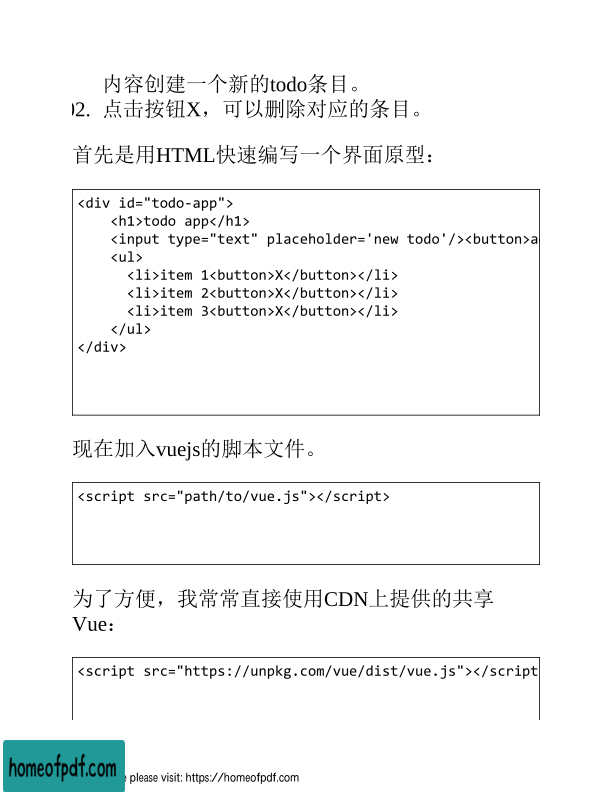 内容创建一个新的todo条目。
02. 点击按钮X，可以删除对应的条目。
首先是用HTML快速编写一个界面原型：
<div id="todo-app">
    <h1>todo app</h1>
    <input type="text" placeholder='new todo'/><button>a
    <ul>
      <li>item 1<button>X</button></li>
      <li>item 2<button>X</button></li>
      <li>item 3<button>X</button></li>
    </ul>
</div>
现在加入vuejs的脚本文件。
<script src="path/to/vue.js"></script>
为了方便，我常常直接使用CDN上提供的共享
Vue：
<script src="https://unpkg.com/vue/dist/vue.js"></script
homeofpdf.com
e please visit: https://homeofpdf.com